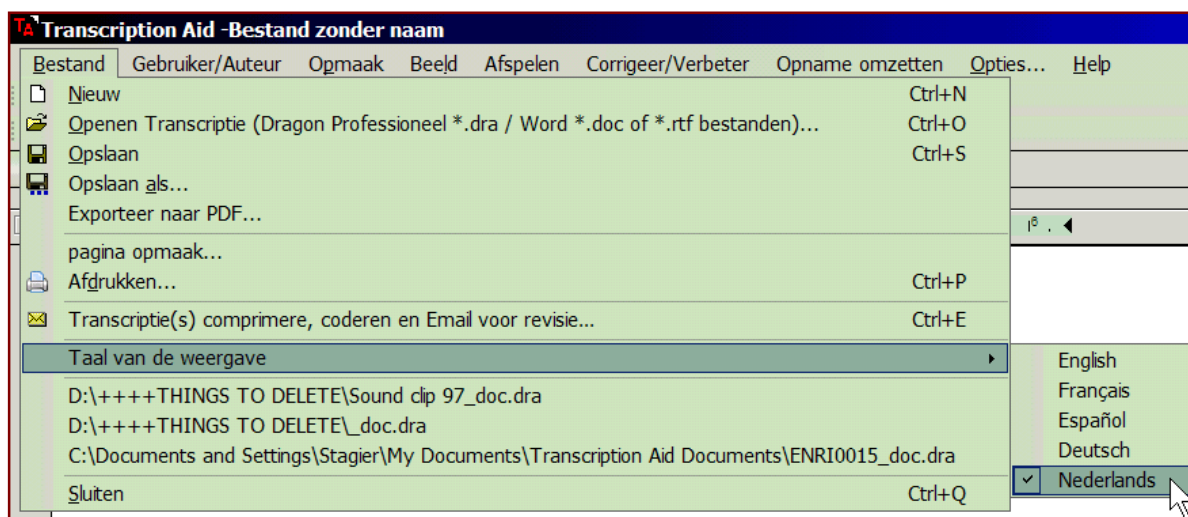 TA Transcription Aid -Bestand zonder naam
Bestand Gebruiker/Auteur Opmaak Beeld Afspelen Corrigeer/Verbeter Opname omzetten Opties... Help
Nieuw Ctrl+N
Openen Transcriptie (Dragon Professioneel *.dra / Word *.doc of *.rtf bestanden)... Ctrl+O
Opslaan Ctrl+S
Opslaan als...
Exporteer naar PDF...
pagina opmaak...
Afdrukken... Ctrl+P
Transcriptie(s) comprimere, coderen en Email voor revisie... Ctrl+E
Taal van de weergave
English
D:\++++THINGS TO DELETE\Sound clip 97_doc.dra
Français
D:\++++THINGS TO DELETE\_doc.dra
Español
C:\Documents and Settings\Stagier\My Documents\Transcription Aid Documents\ENRI0015_doc.dra
Deutsch
Nederlands
Sluiten Ctrl+Q